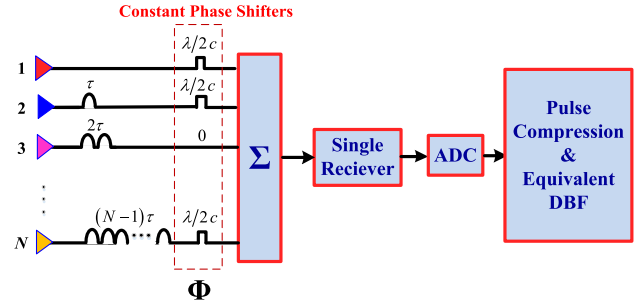 Constant Phase Shifters
1
λ/2c
2
τ
λ/2c
3
2τ
0
N
(N−1)τ
λ/2c
Φ
Σ
Single
Reciever
ADC
Pulse
Compression
&
Equivalent
DBF